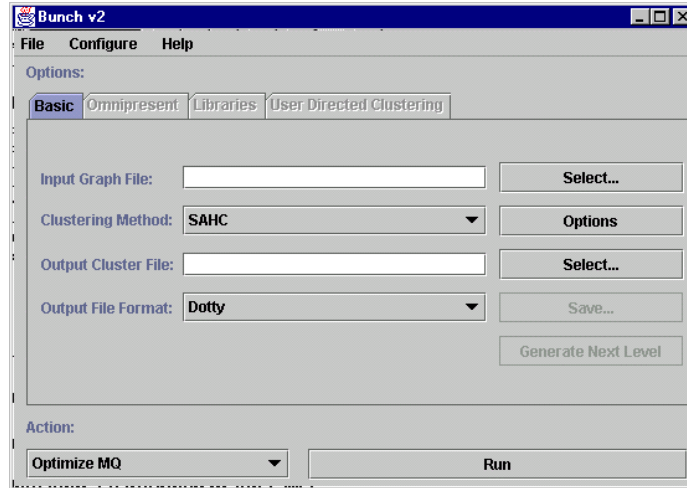 Bunch v2
File Configure Help
Options:
Basic Omnipresent Libraries User Directed Clustering
Input Graph File: Select...
Clustering Method: SAHC Options
Output Cluster File: Select...
Output File Format: Dotty Save...
Generate Next Level
Action:
Optimize MQ Run